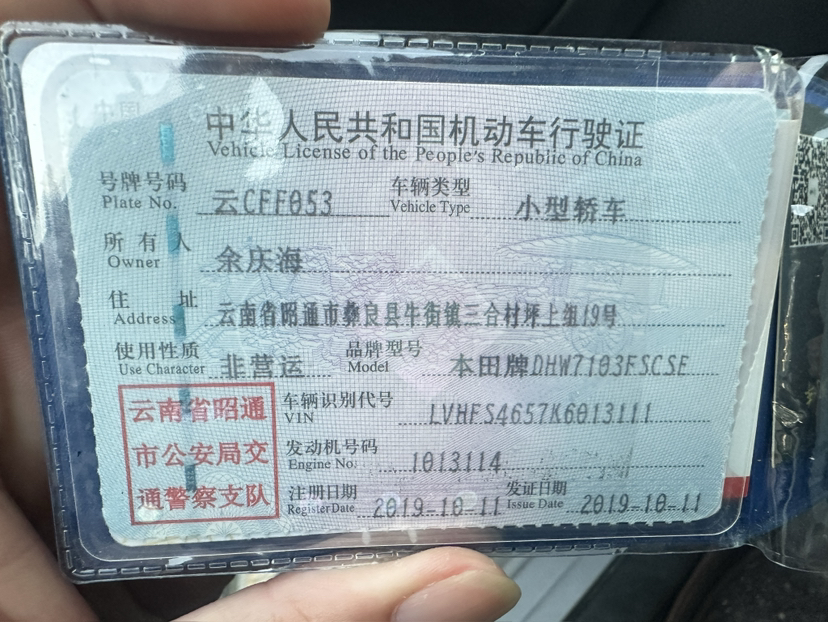 中华人民共和国机动车行驶证
Vehicle License of the People's Republic of China
号牌号码 云CFF053 车辆类型 小型轿车
Plate No. Vehicle Type
所有人 余庆海
Owner
住址 云南省昭通市彝良县牛街镇三合村坪上组19号
Address
使用性质 非营运 品牌型号 本田牌DHW7103FSCSE
Use Character Model
云南省昭通
市公安局交
通警察支队
车辆识别代号 LVHFS4657K6013111
VIN
发动机号码 1013114
Engine No.
注册日期 2019-10-11 发证日期 2019-10-11
Register Date Issue Date